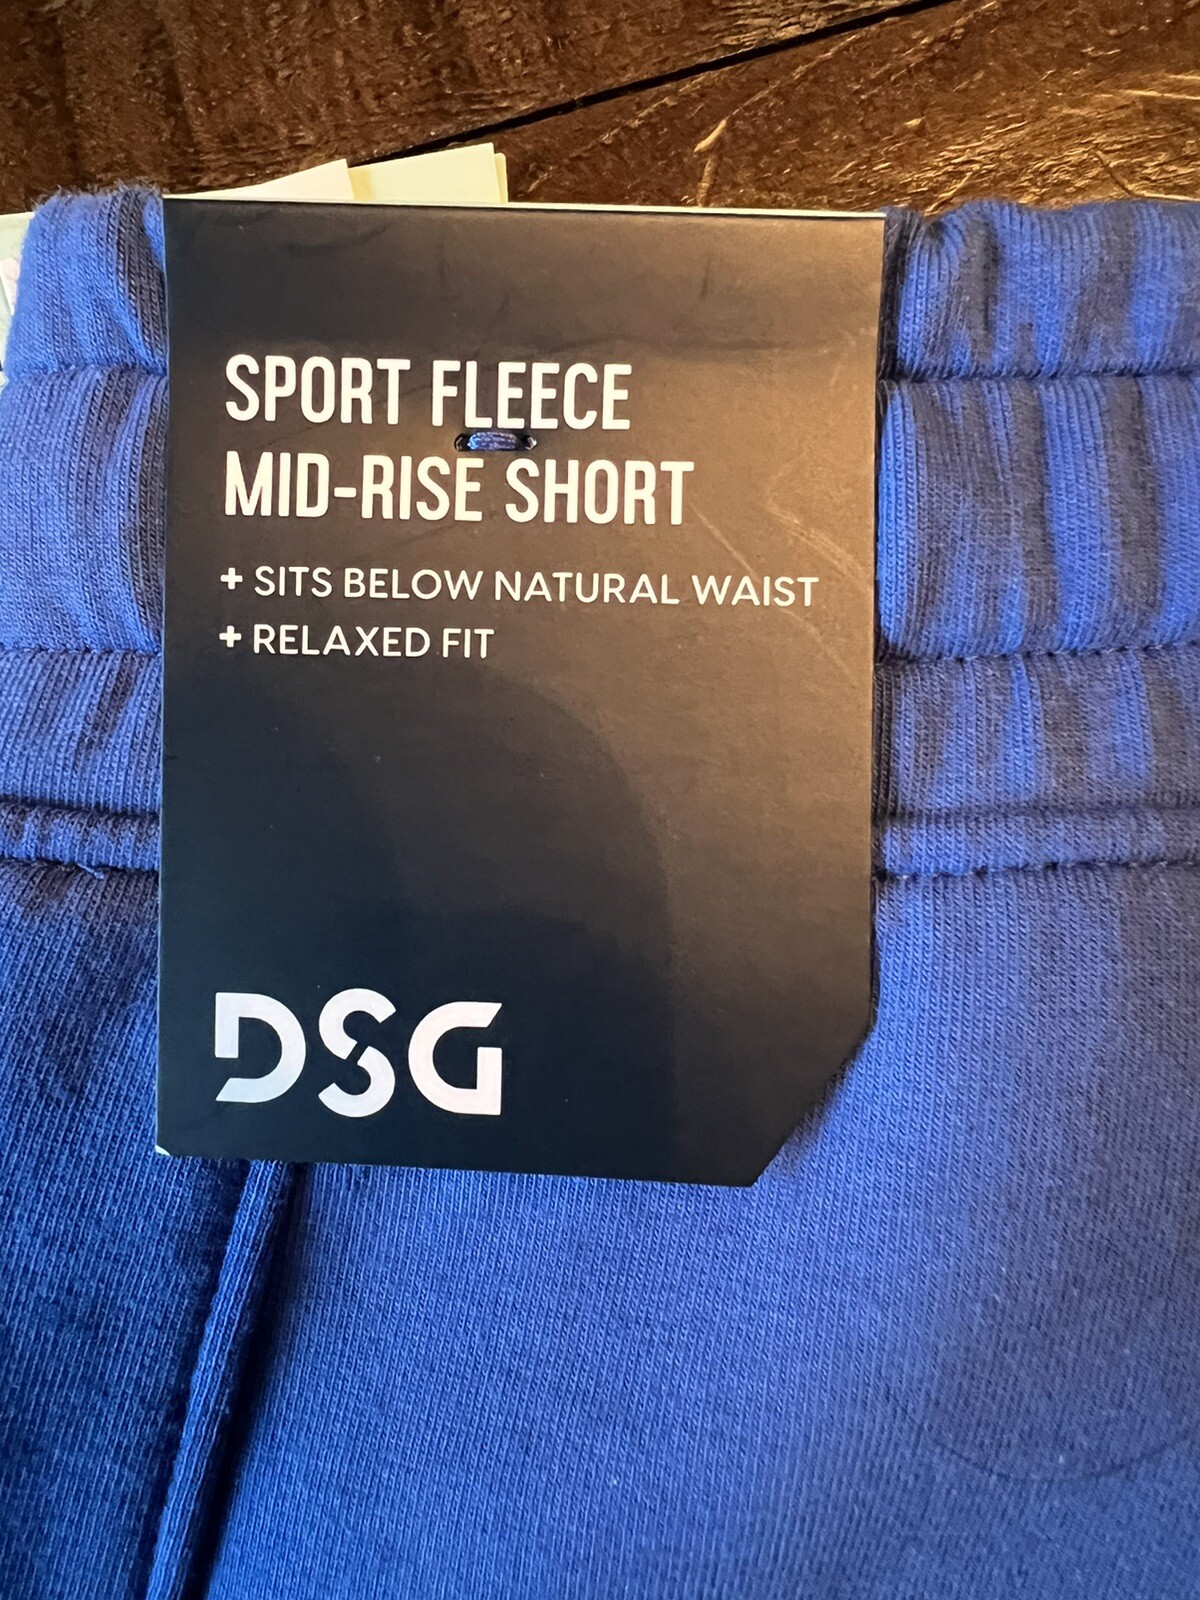 SPORT FLEECE
MID-RISE SHORT
+ SITS BELOW NATURAL WAIST
+ RELAXED FIT
DSG